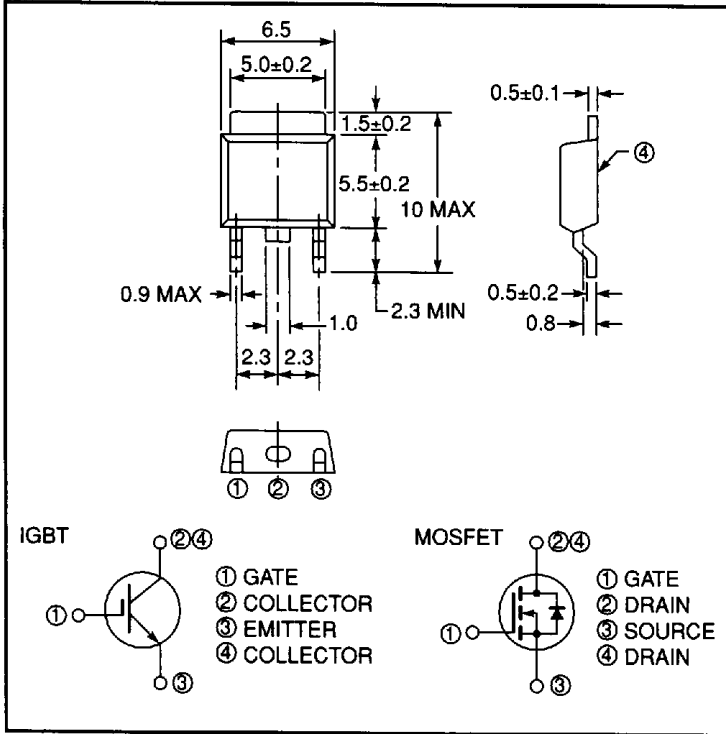 6.5
5.0±0.2
0.5±0.1
1.5±0.2
④
5.5±0.2
10 MAX
0.9 MAX
2.3 MIN
0.5±0.2
1.0
0.8
2.3 2.3
① ② ③
IGBT
②④
①
③
① GATE
② COLLECTOR
③ EMITTER
④ COLLECTOR
MOSFET
②④
①
③
① GATE
② DRAIN
③ SOURCE
④ DRAIN